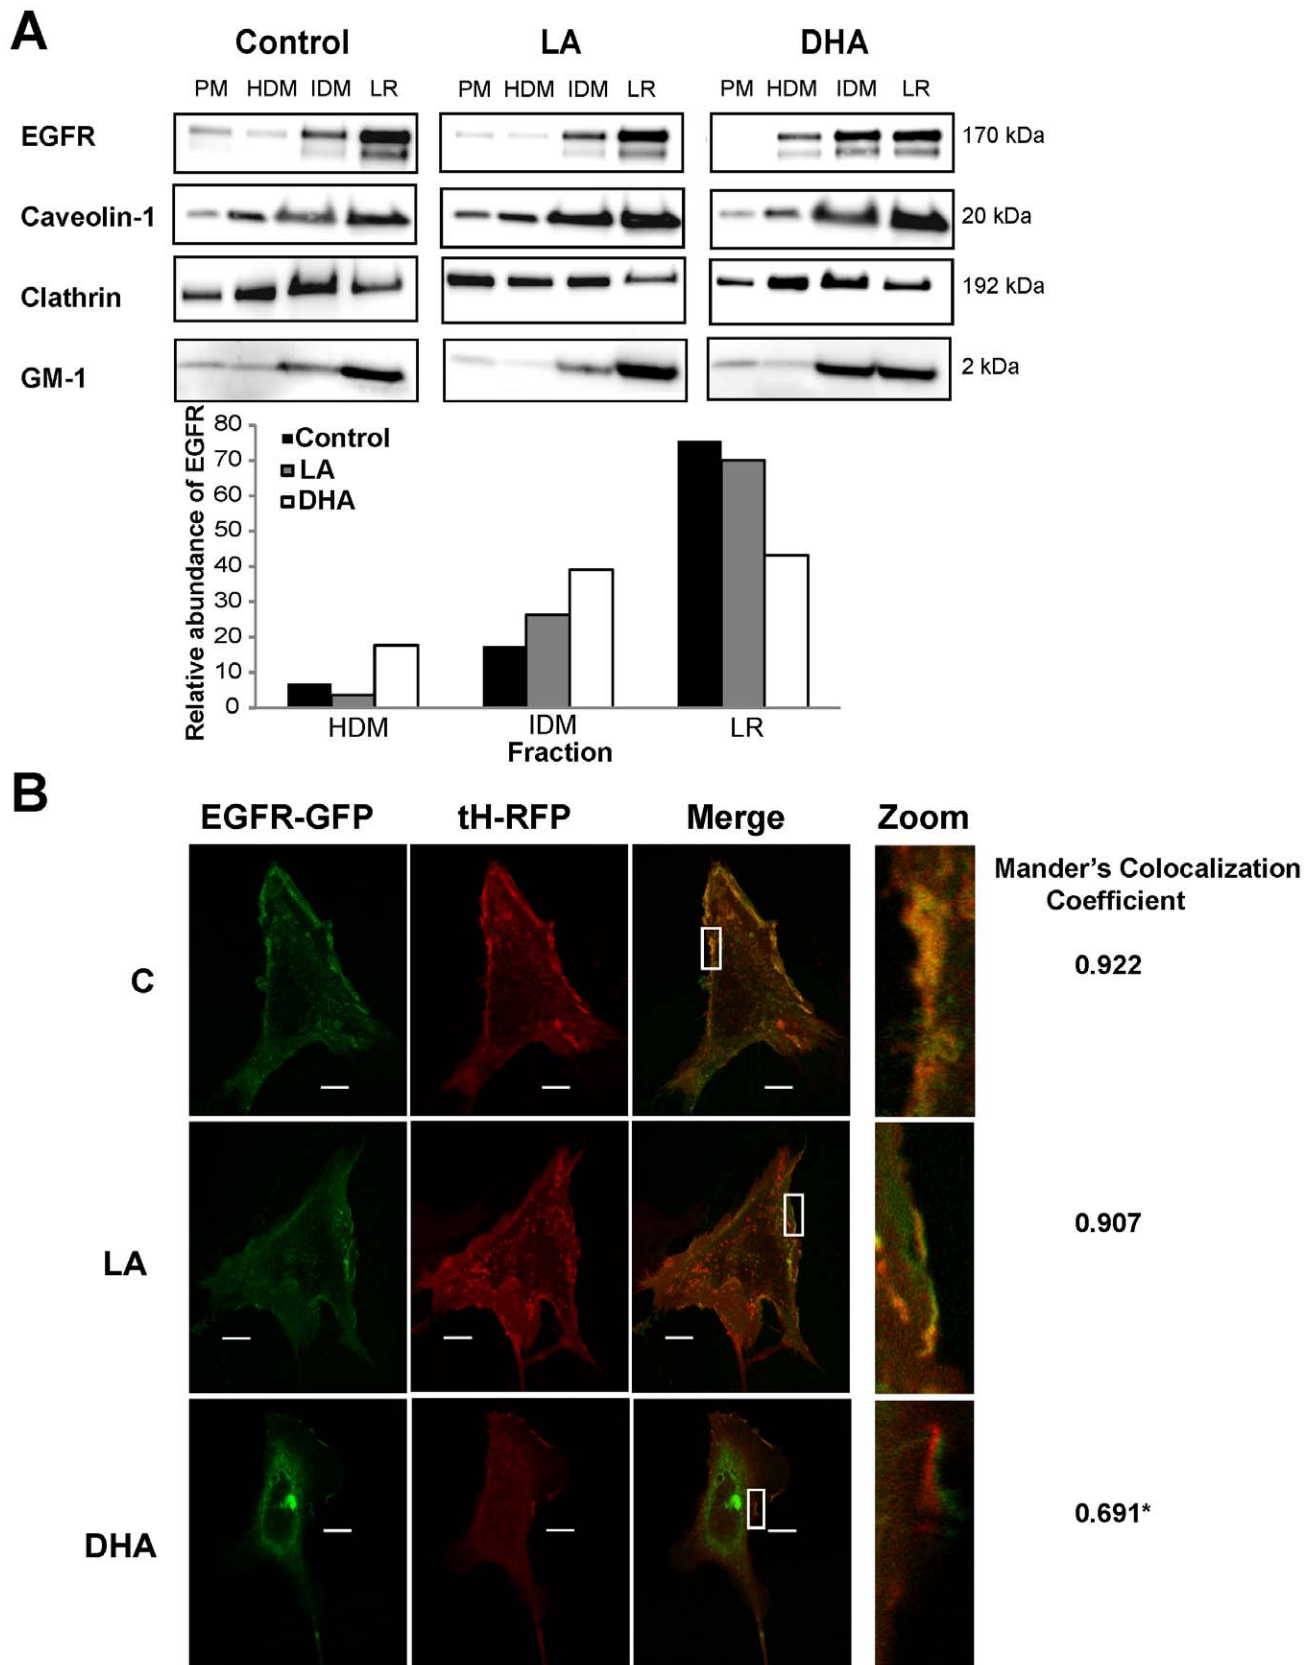 A
Control LA DHA
PM HDM IDM LR PM HDM IDM LR PM HDM IDM LR
EGFR 170 kDa
Caveolin-1 20 kDa
Clathrin 192 kDa
GM-1 2 kDa
Relative abundance of EGFR
80
70
60
50
40
30
20
10
0
Control
LA
DHA
HDM IDM LR
Fraction
B
EGFR-GFP tH-RFP Merge Zoom
Mander's Colocalization
Coefficient
C 0.922
LA 0.907
DHA 0.691*